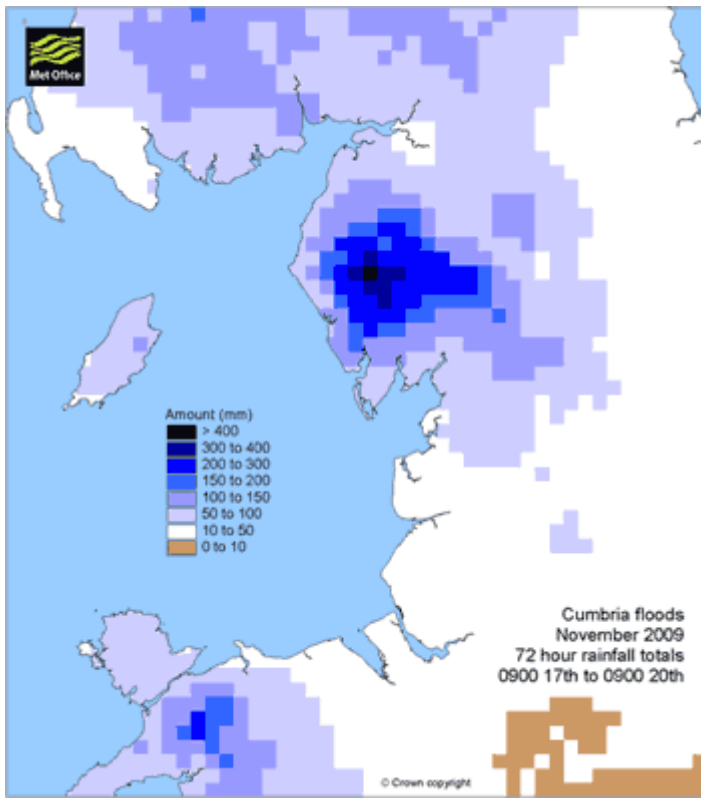 Met Office
Amount (mm)
> 400
300 to 400
200 to 300
150 to 200
100 to 150
50 to 100
10 to 50
0 to 10
Cumbria floods
November 2009
72 hour rainfall totals
0900 17th to 0900 20th
© Crown copyright